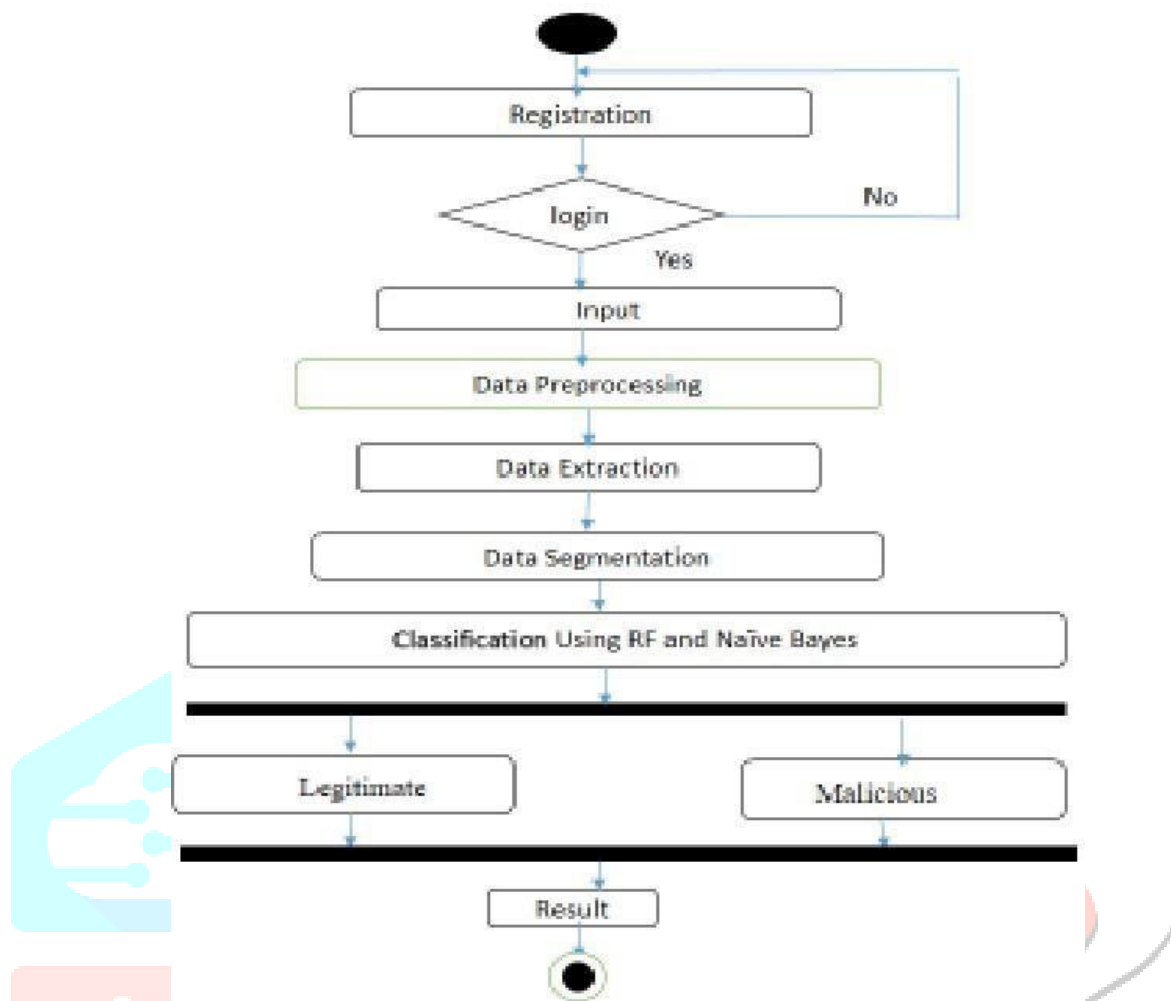 Registration
login
No
Yes
Input
Data Preprocessing
Data Extraction
Data Segmentation
Classification Using RF and Naïve Bayes
Legitimate
Malicious
Result